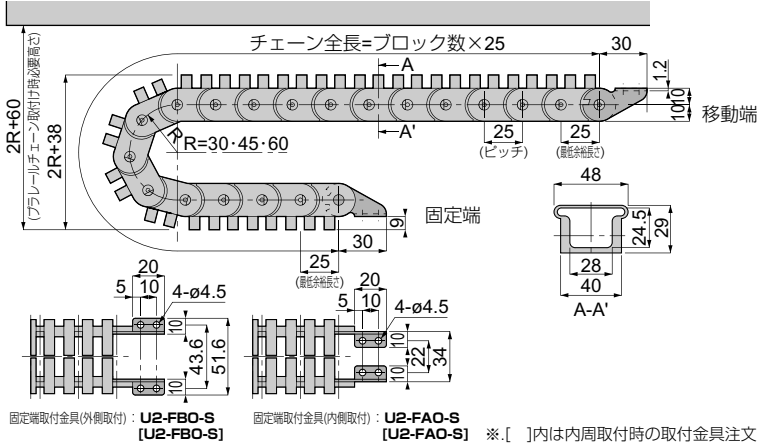 チェーン全長=ブロック数×25
30
A
1.2
10
10
移動端
2R+60
(プラレールチェーン取付け時必要高さ)
2R+38
R
R=30・45・60
A'
25
(ピッチ)
25
(最低余裕長さ)
48
24.5
29
28
40
A-A'
固定端
9
30
25
(最低余裕長さ)
20
5
10
4-ø4.5
10
43.6
51.6
10
20
5
10
4-ø4.5
10
22
34
10
固定端取付金具(外側取付):U2-FBO-S
[U2-FBO-S]
固定端取付金具(内側取付):U2-FAO-S
[U2-FAO-S]
※.[ ]内は内周取付時の取付金具注文